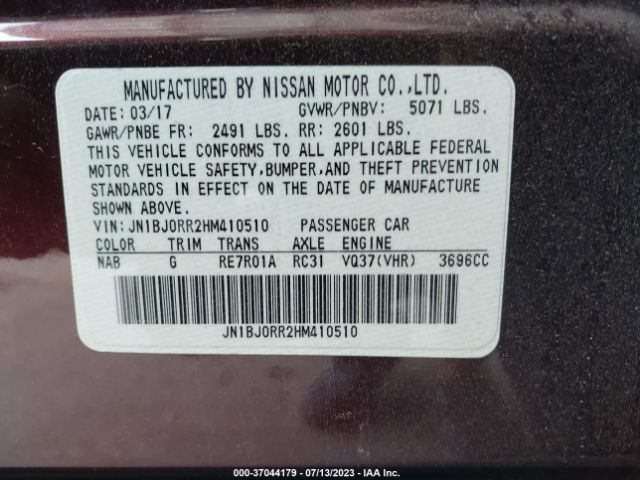 MANUFACTURED BY NISSAN MOTOR CO.,LTD.
DATE: 03/17 GVWR/PNBV: 5071 LBS.
GAWR/PNBE FR: 2491 LBS. RR: 2601 LBS.
THIS VEHICLE CONFORMS TO ALL APPLICABLE FEDERAL
MOTOR VEHICLE SAFETY,BUMPER,AND THEFT PREVENTION
STANDARDS IN EFFECT ON THE DATE OF MANUFACTURE
SHOWN ABOVE.
VIN: JN1BJ0RR2HM410510 PASSENGER CAR
COLOR TRIM TRANS AXLE ENGINE
NAB G RE7R01A RC31 VQ37(VHR) 3696CC
JN1BJ0RR2HM410510
000-37044179 - 07/13/2023 - IAA Inc.